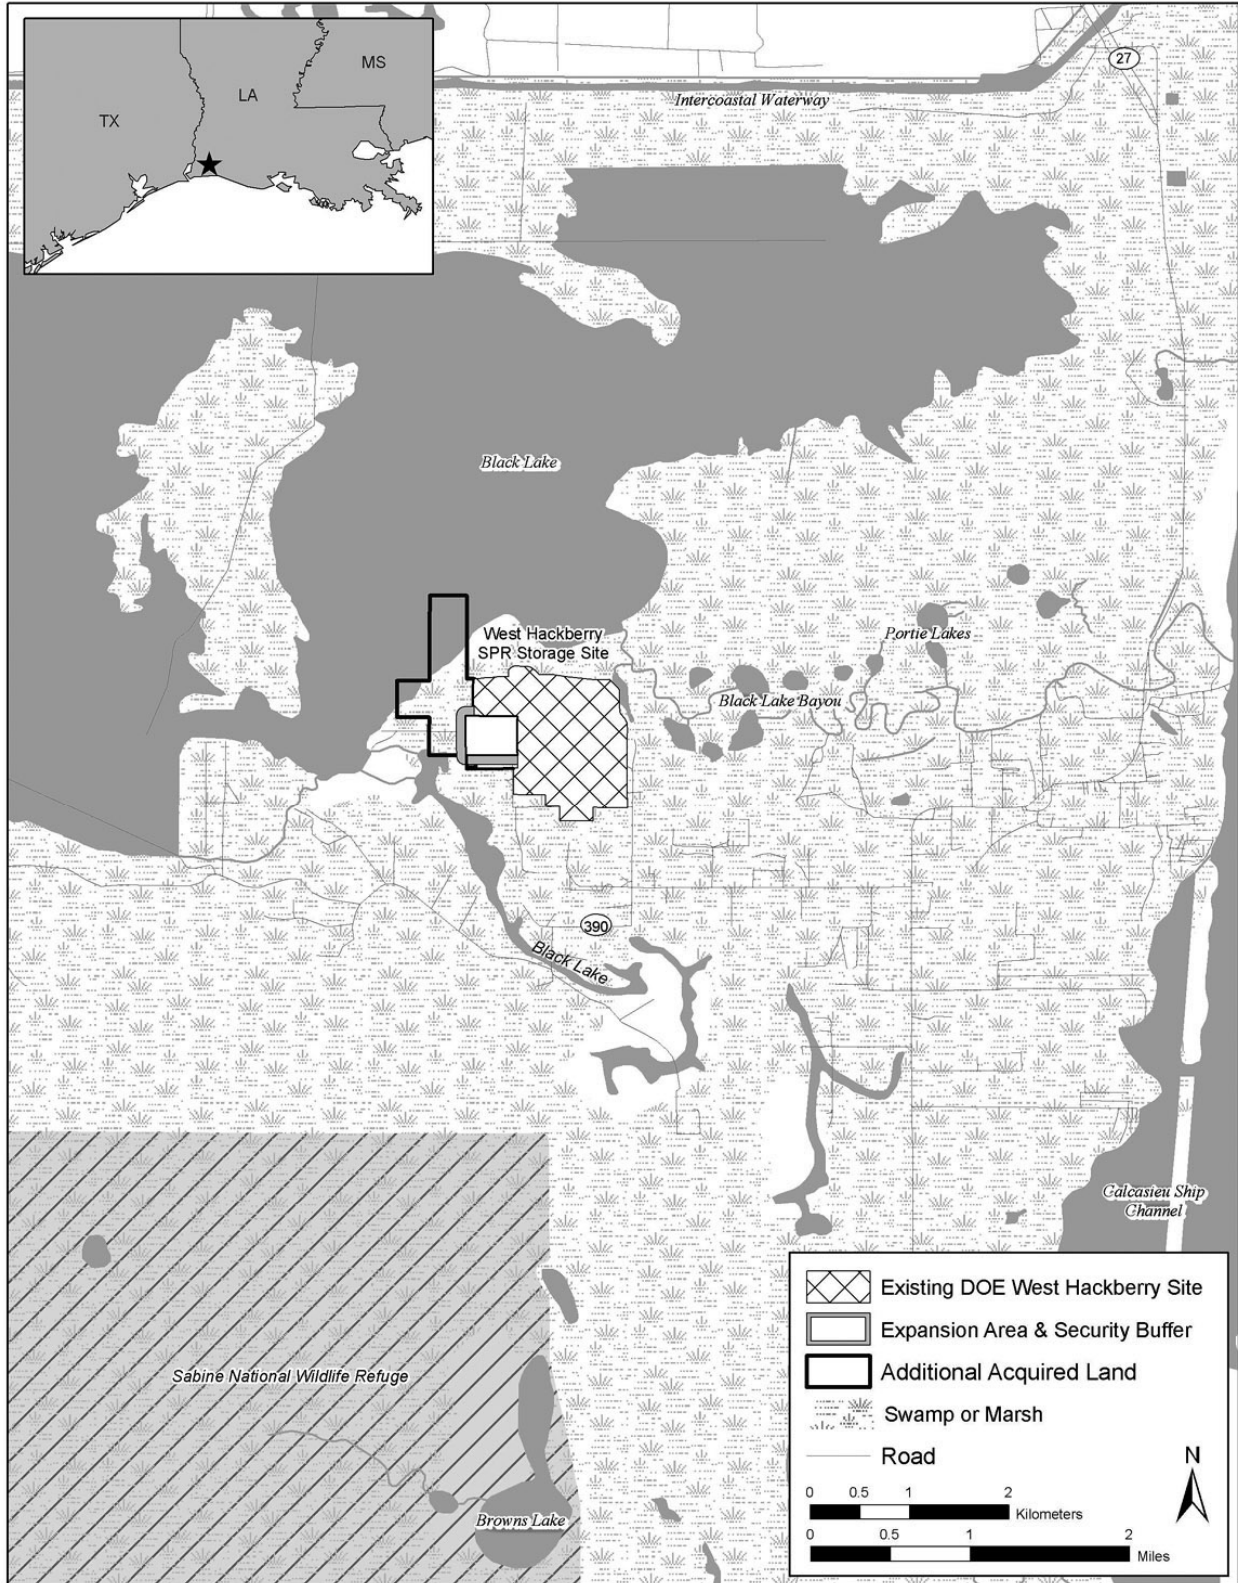 MS
LA
TX
27
Intercoastal Waterway
Black Lake
West Hackberry
SPR Storage Site
Portie Lakes
Black Lake Bayou
390
Black Lake
Calcasieu Ship
Channel
Sabine National Wildlife Refuge
Browns Lake
Existing DOE West Hackberry Site
Expansion Area & Security Buffer
Additional Acquired Land
Swamp or Marsh
Road
N
0 0.5 1 2
Kilometers
0 0.5 1 2
Miles